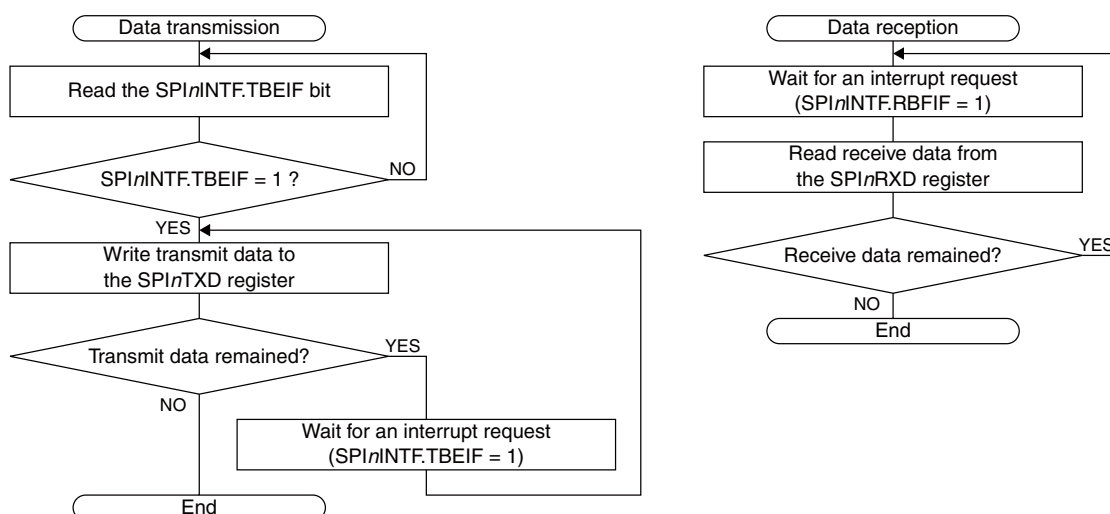 Data transmission
Read the SPInINTF.TBEIF bit
SPInINTF.TBEIF = 1 ?
NO
YES
Write transmit data to
the SPInTXD register
Transmit data remained?
YES
NO
Wait for an interrupt request
(SPInINTF.TBEIF = 1)
End
Data reception
Wait for an interrupt request
(SPInINTF.RBFIF = 1)
Read receive data from
the SPInRXD register
Receive data remained?
YES
NO
End